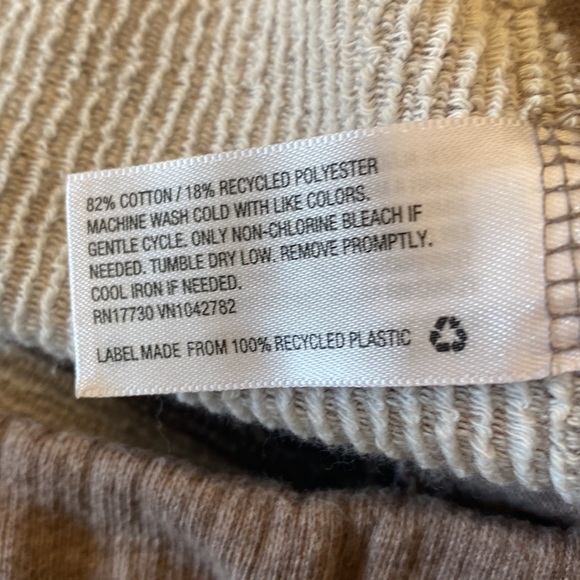 82% COTTON / 18% RECYCLED POLYESTER
MACHINE WASH COLD WITH LIKE COLORS.
GENTLE CYCLE. ONLY NON-CHLORINE BLEACH IF
NEEDED. TUMBLE DRY LOW. REMOVE PROMPTLY.
COOL IRON IF NEEDED.
RN17730 VN1042782
LABEL MADE FROM 100% RECYCLED PLASTIC